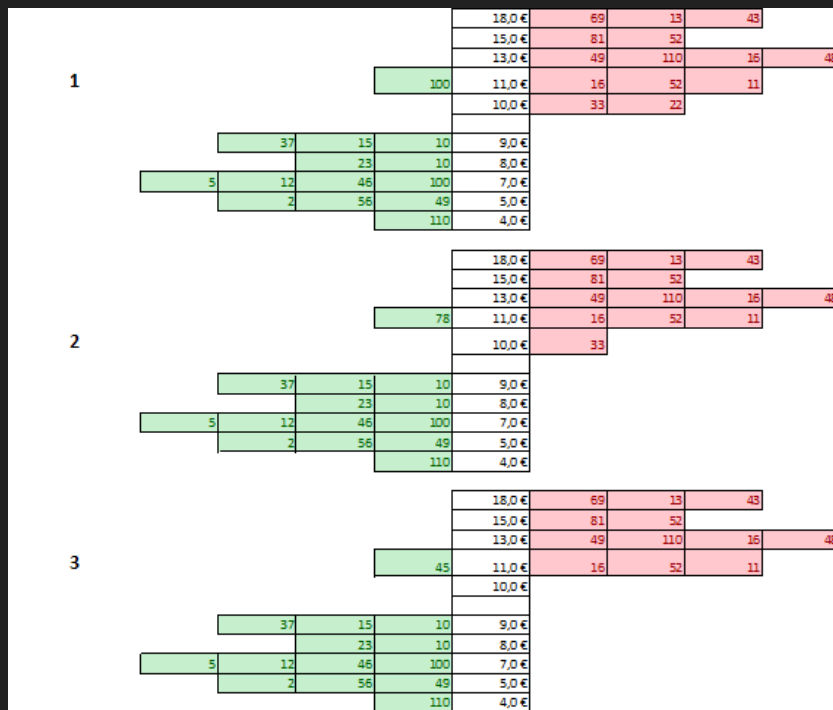 18,0 € 69 13 43
15,0 € 81 52
13,0 € 49 110 16
1
100 11,0 € 16 52 11
10,0 € 33 22
37 15 10 9,0 €
23 10 8,0 €
5 12 46 100 7,0 €
2 56 49 5,0 €
110 4,0 €
18,0 € 69 13 43
15,0 € 81 52
13,0 € 49 110 16
78 11,0 € 16 52 11
2
10,0 € 33
37 15 10 9,0 €
23 10 8,0 €
5 12 46 100 7,0 €
2 56 49 5,0 €
110 4,0 €
18,0 € 69 13 43
15,0 € 81 52
13,0 € 49 110 16
3
45 11,0 € 16 52 11
10,0 €
37 15 10 9,0 €
23 10 8,0 €
5 12 46 100 7,0 €
2 56 49 5,0 €
110 4,0 €